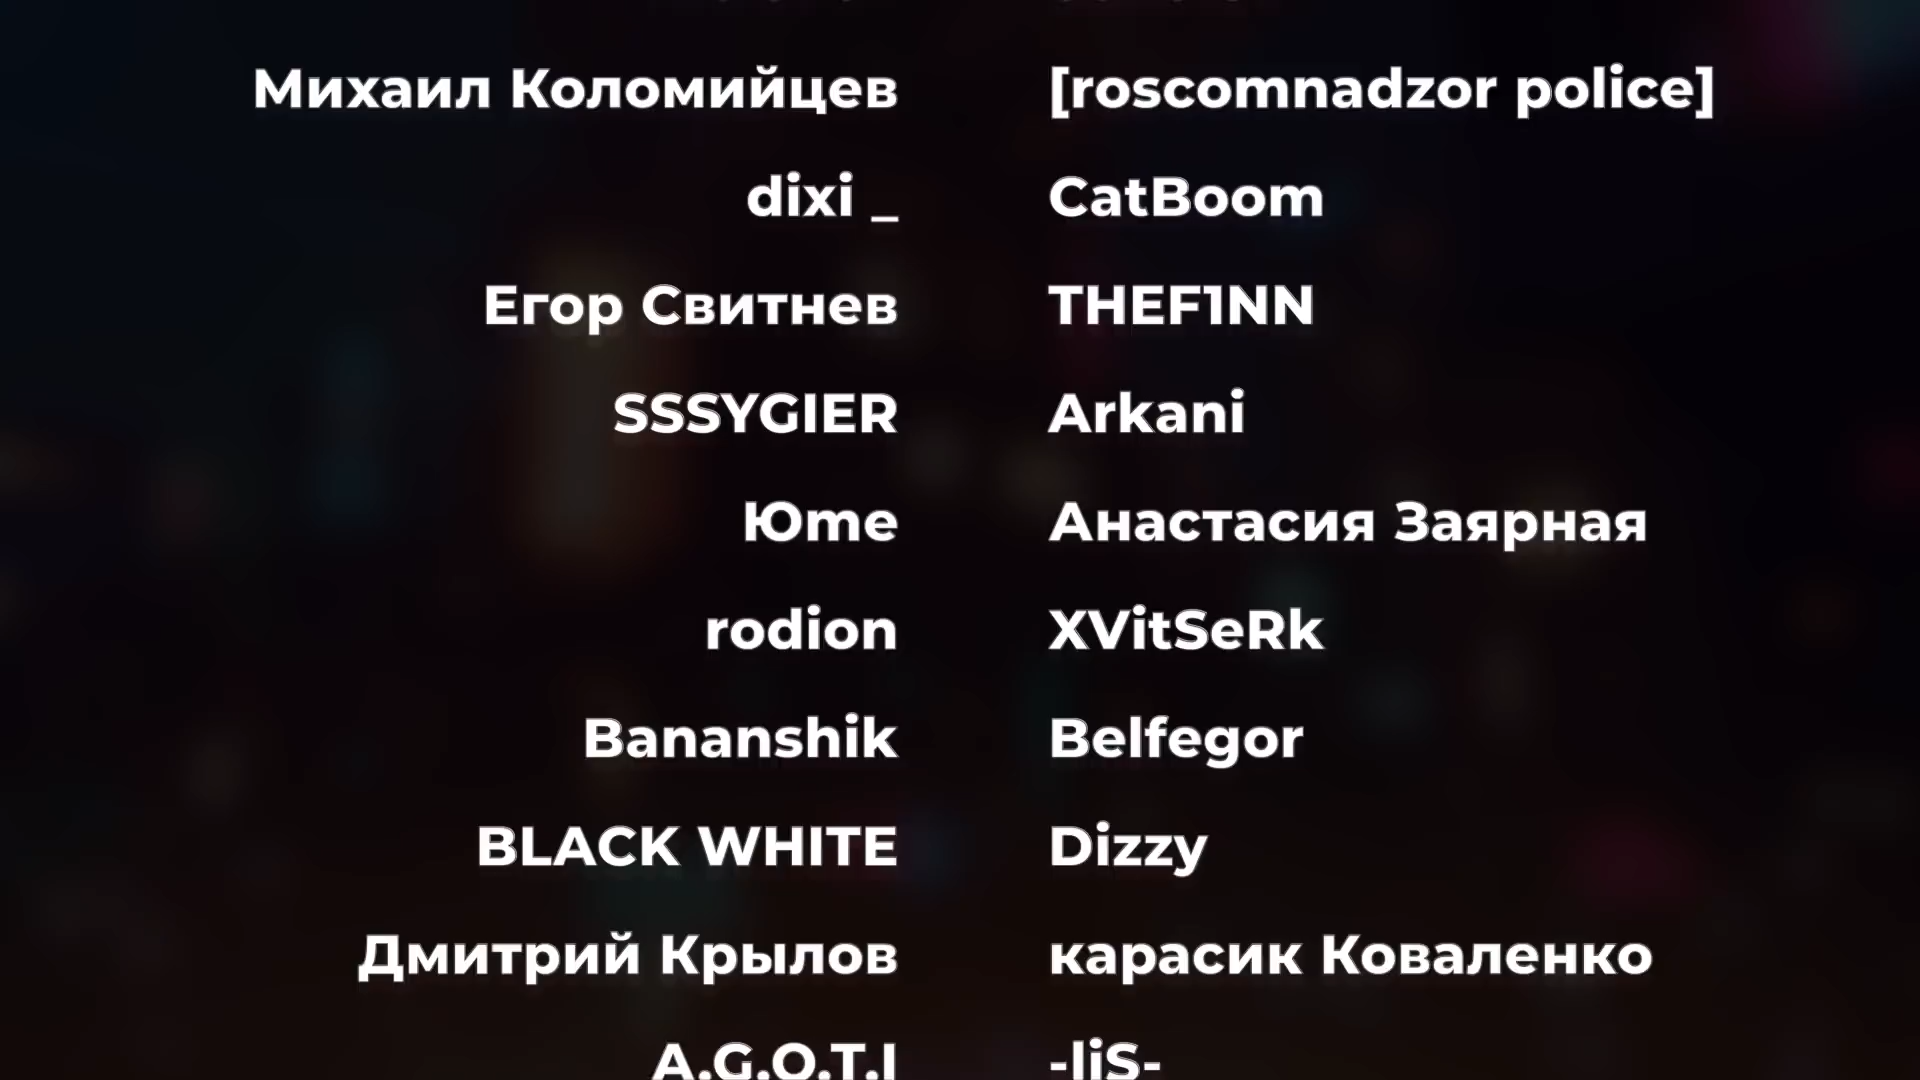 Михаил Коломийцев [roscomnadzor police]
dixi _ CatBoom
Егор Свитнев THEF1NN
SSSYGIER Arkani
Юме Анастасия Заярная
rodion XVitSeRk
Bananshik Belfegor
BLACK WHITE Dizzy
Дмитрий Крылов карасик Коваленко
A.G.O.T.I -liS-